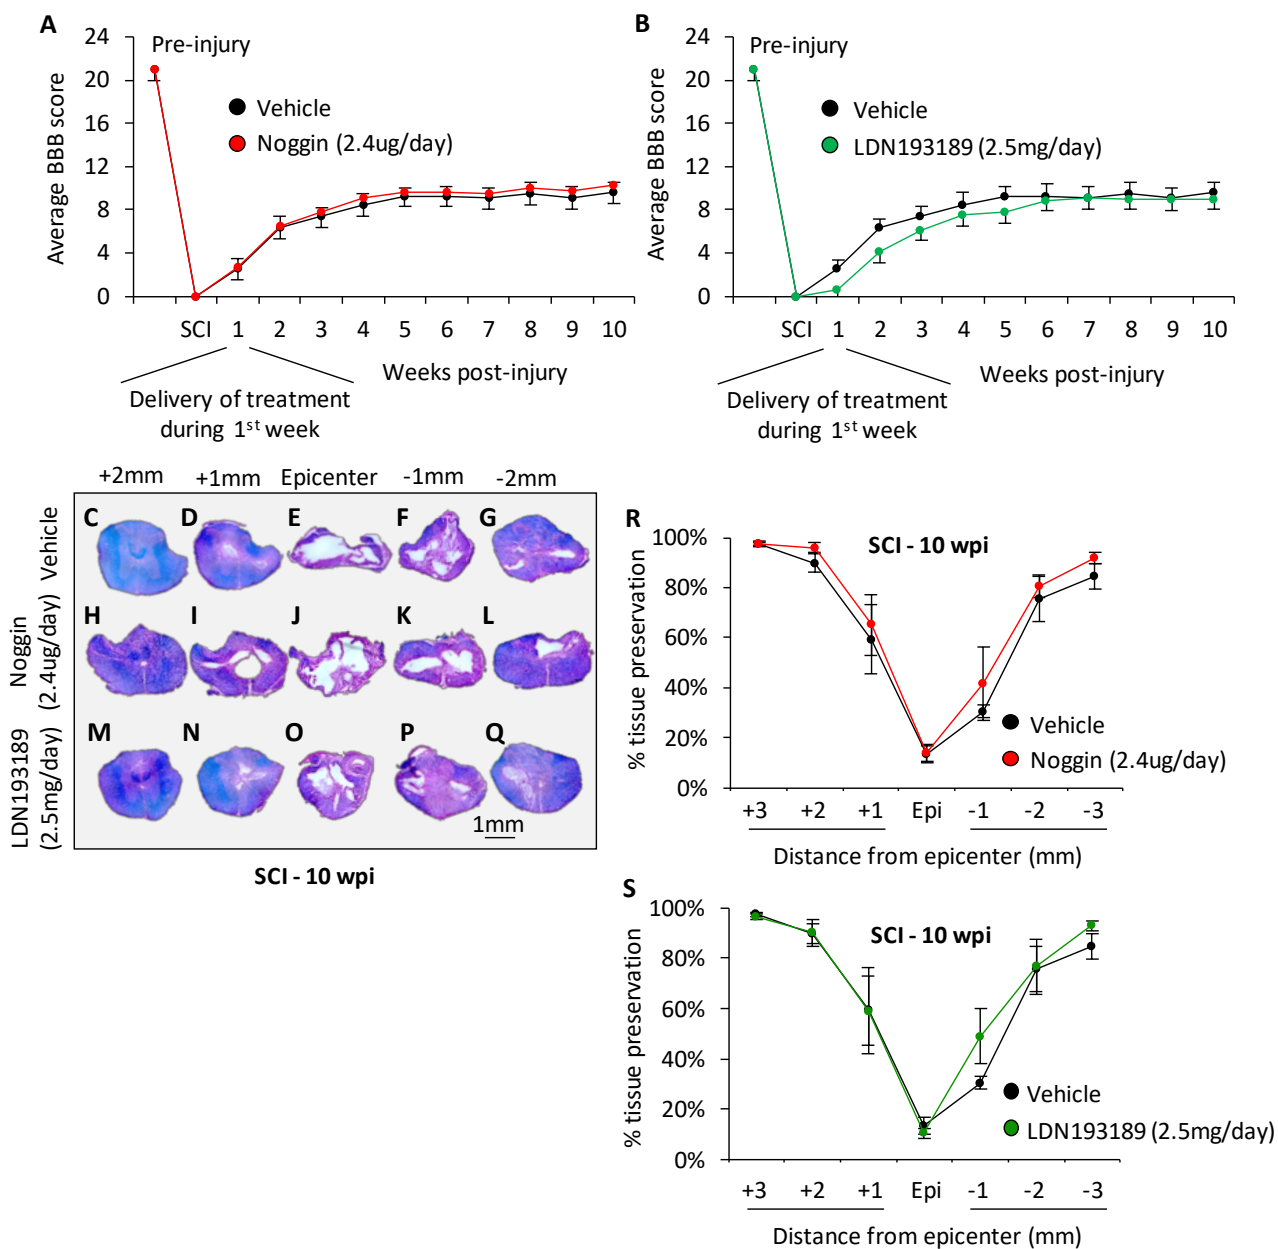 A
24
20
16
12
8
4
0
Average BBB score
Pre-injury
Vehicle
Noggin (2.4ug/day)
SCI 1 2 3 4 5 6 7 8 9 10
Weeks post-injury
Delivery of treatment
during 1st week
B
24
20
16
12
8
4
0
Average BBB score
Pre-injury
Vehicle
LDN193189 (2.5mg/day)
SCI 1 2 3 4 5 6 7 8 9 10
Weeks post-injury
Delivery of treatment
during 1st week
+2mm +1mm Epicenter -1mm -2mm
Vehicle
C D E F G
Noggin
(2.4ug/day)
H I J K L
LDN193189
(2.5mg/day)
M N O P Q
1mm
SCI - 10 wpi
R
100%
80%
60%
40%
20%
0%
% tissue preservation
SCI - 10 wpi
Vehicle
Noggin (2.4ug/day)
+3 +2 +1 Epi -1 -2 -3
Distance from epicenter (mm)
S
100%
80%
60%
40%
20%
0%
% tissue preservation
SCI - 10 wpi
Vehicle
LDN193189 (2.5mg/day)
+3 +2 +1 Epi -1 -2 -3
Distance from epicenter (mm)